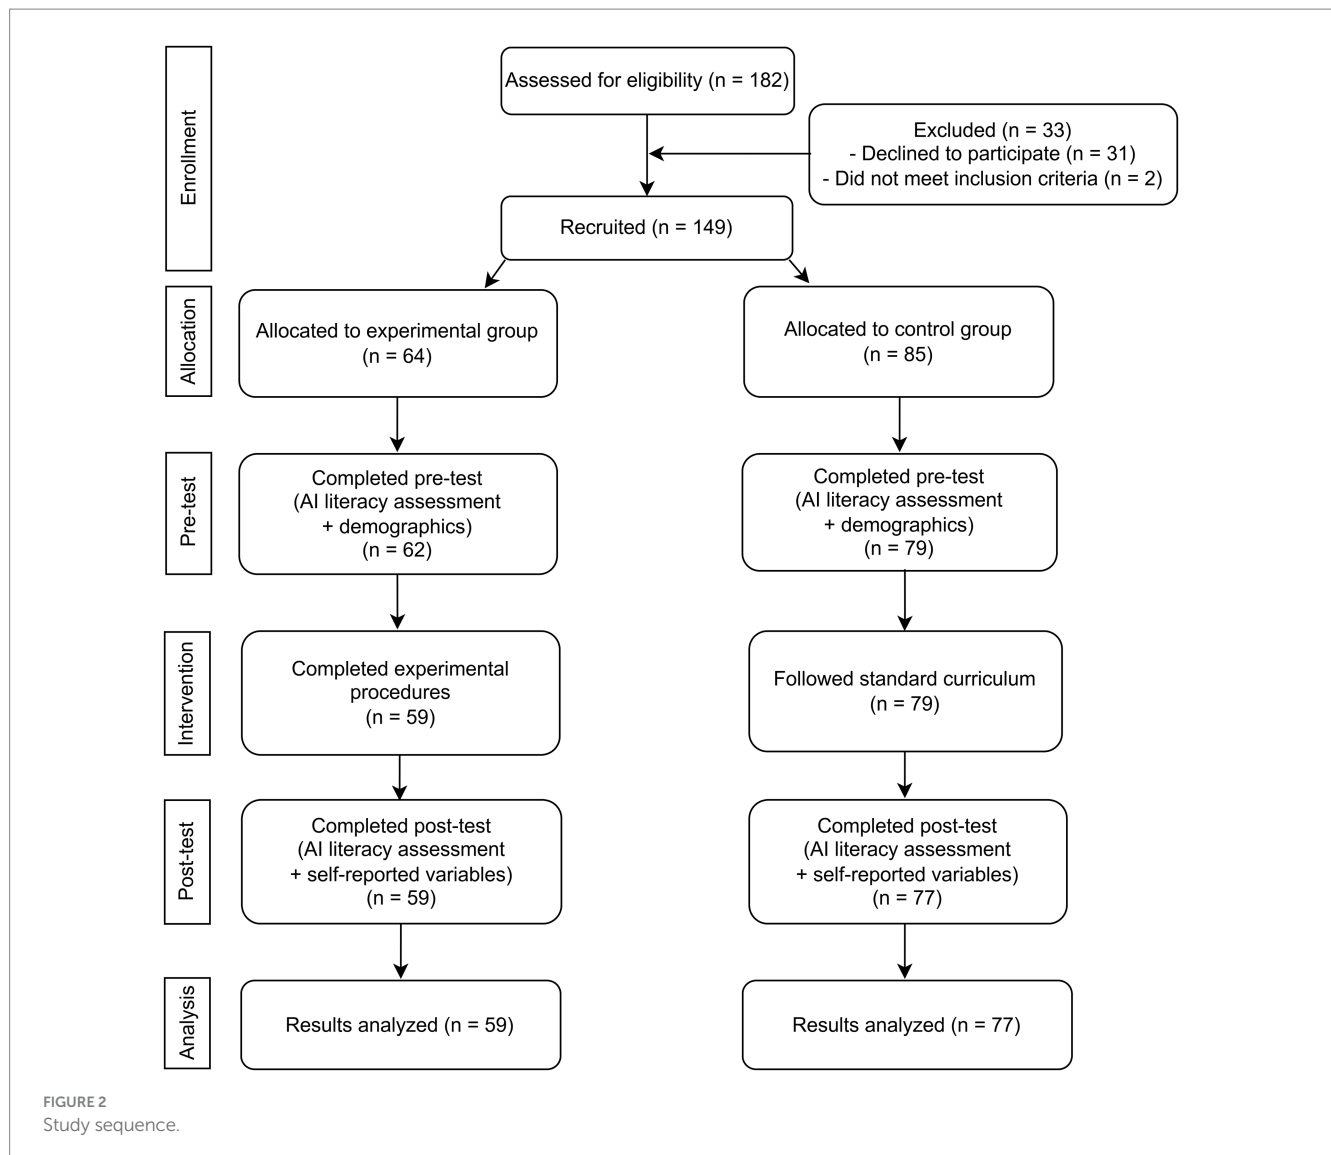 Enrollment
Assessed for eligibility (n = 182)
Excluded (n = 33)
- Declined to participate (n = 31)
- Did not meet inclusion criteria (n = 2)
Recruited (n = 149)
Allocation
Allocated to experimental group
(n = 64)
Allocated to control group
(n = 85)
Pre-test
Completed pre-test
(AI literacy assessment
+ demographics)
(n = 62)
Completed pre-test
(AI literacy assessment
+ demographics)
(n = 79)
Intervention
Completed experimental
procedures
(n = 59)
Followed standard curriculum
(n = 79)
Post-test
Completed post-test
(AI literacy assessment
+ self-reported variables)
(n = 59)
Completed post-test
(AI literacy assessment
+ self-reported variables)
(n = 77)
Analysis
Results analyzed (n = 59)
Results analyzed (n = 77)
FIGURE 2
Study sequence.